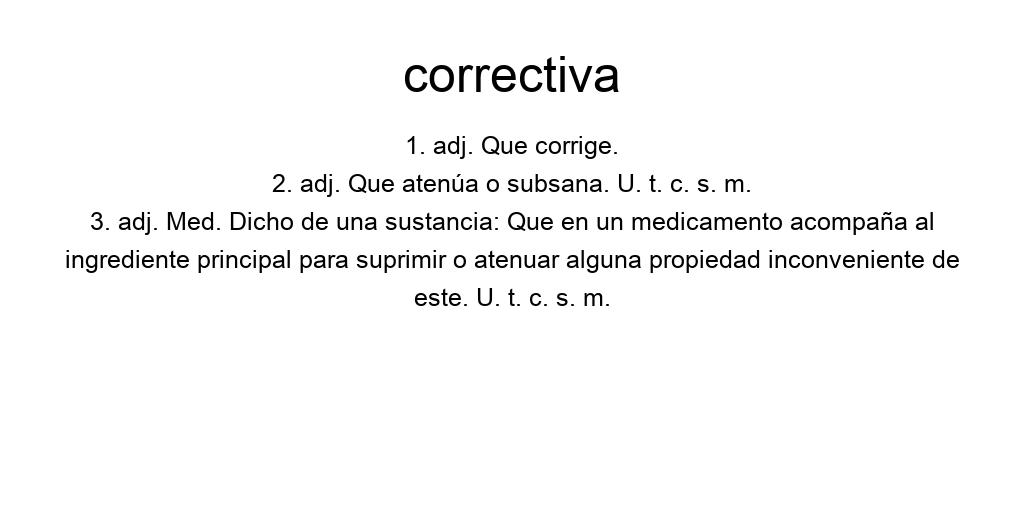 correctiva
1. adj. Que corrige.
2. adj. Que atenúa o subsana. U. t. c. s. m.
3. adj. Med. Dicho de una sustancia: Que en un medicamento acompaña al
ingrediente principal para suprimir o atenuar alguna propiedad inconveniente de
este. U. t. c. s. m.